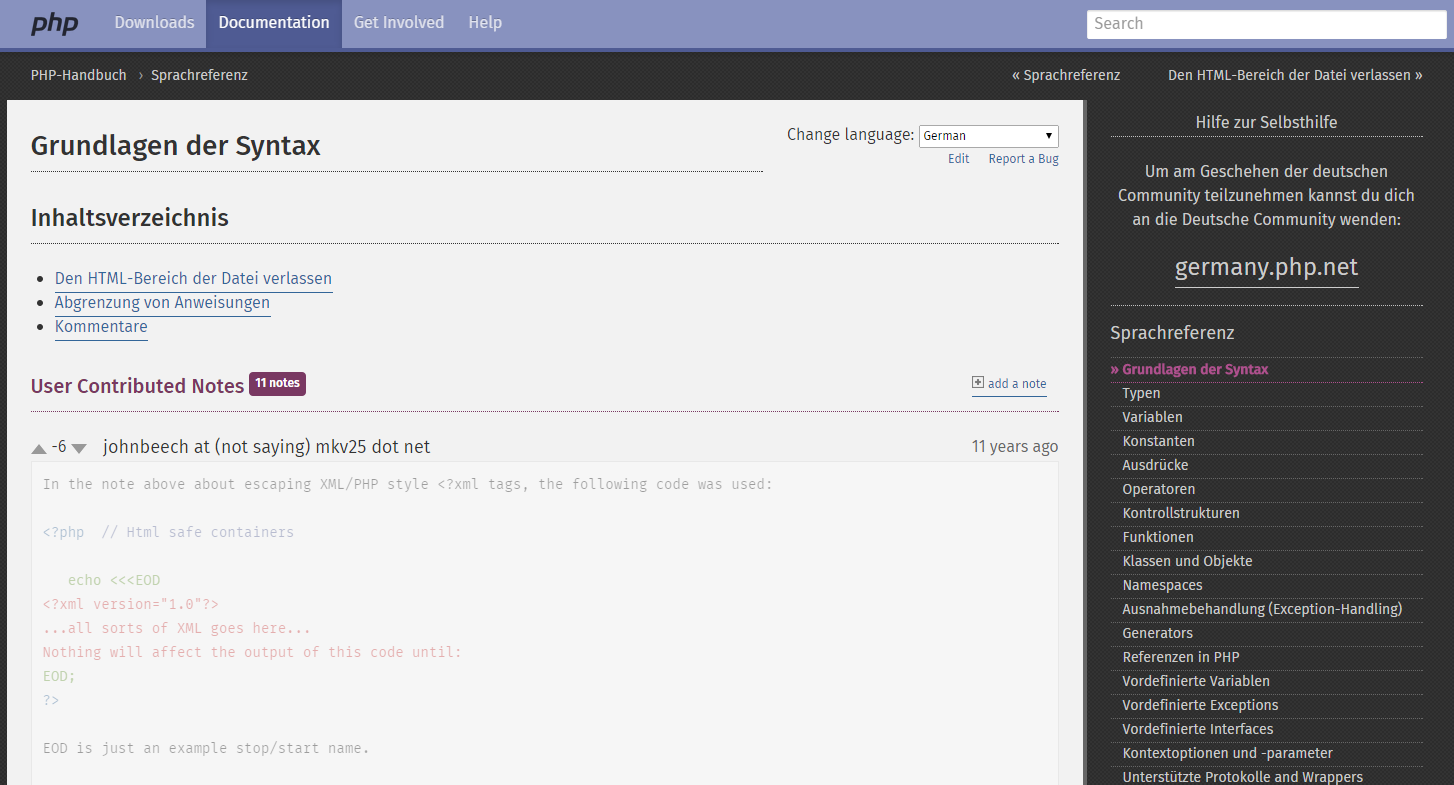 php Downloads Documentation Get Involved Help Search
PHP-Handbuch › Sprachreferenz « Sprachreferenz Den HTML-Bereich der Datei verlassen »
Grundlagen der Syntax
Change language: German
Edit Report a Bug
Inhaltsverzeichnis
Den HTML-Bereich der Datei verlassen
Abgrenzung von Anweisungen
Kommentare
User Contributed Notes 11 notes
add a note
-6 johnbeech at (not saying) mkv25 dot net 11 years ago
In the note above about escaping XML/PHP style <?xml tags, the following code was used:
<?php // Html safe containers
echo <<<EOD
<?xml version="1.0"?>
...all sorts of XML goes here...
Nothing will affect the output of this code until:
EOD;
?>
EOD is just an example stop/start name.
Hilfe zur Selbsthilfe
Um am Geschehen der deutschen
Community teilzunehmen kannst du dich
an die Deutsche Community wenden:
germany.php.net
Sprachreferenz
» Grundlagen der Syntax
Typen
Variablen
Konstanten
Ausdrücke
Operatoren
Kontrollstrukturen
Funktionen
Klassen und Objekte
Namespaces
Ausnahmebehandlung (Exception-Handling)
Generators
Referenzen in PHP
Vordefinierte Variablen
Vordefinierte Exceptions
Vordefinierte Interfaces
Kontextoptionen und -parameter
Unterstützte Protokolle and Wrappers